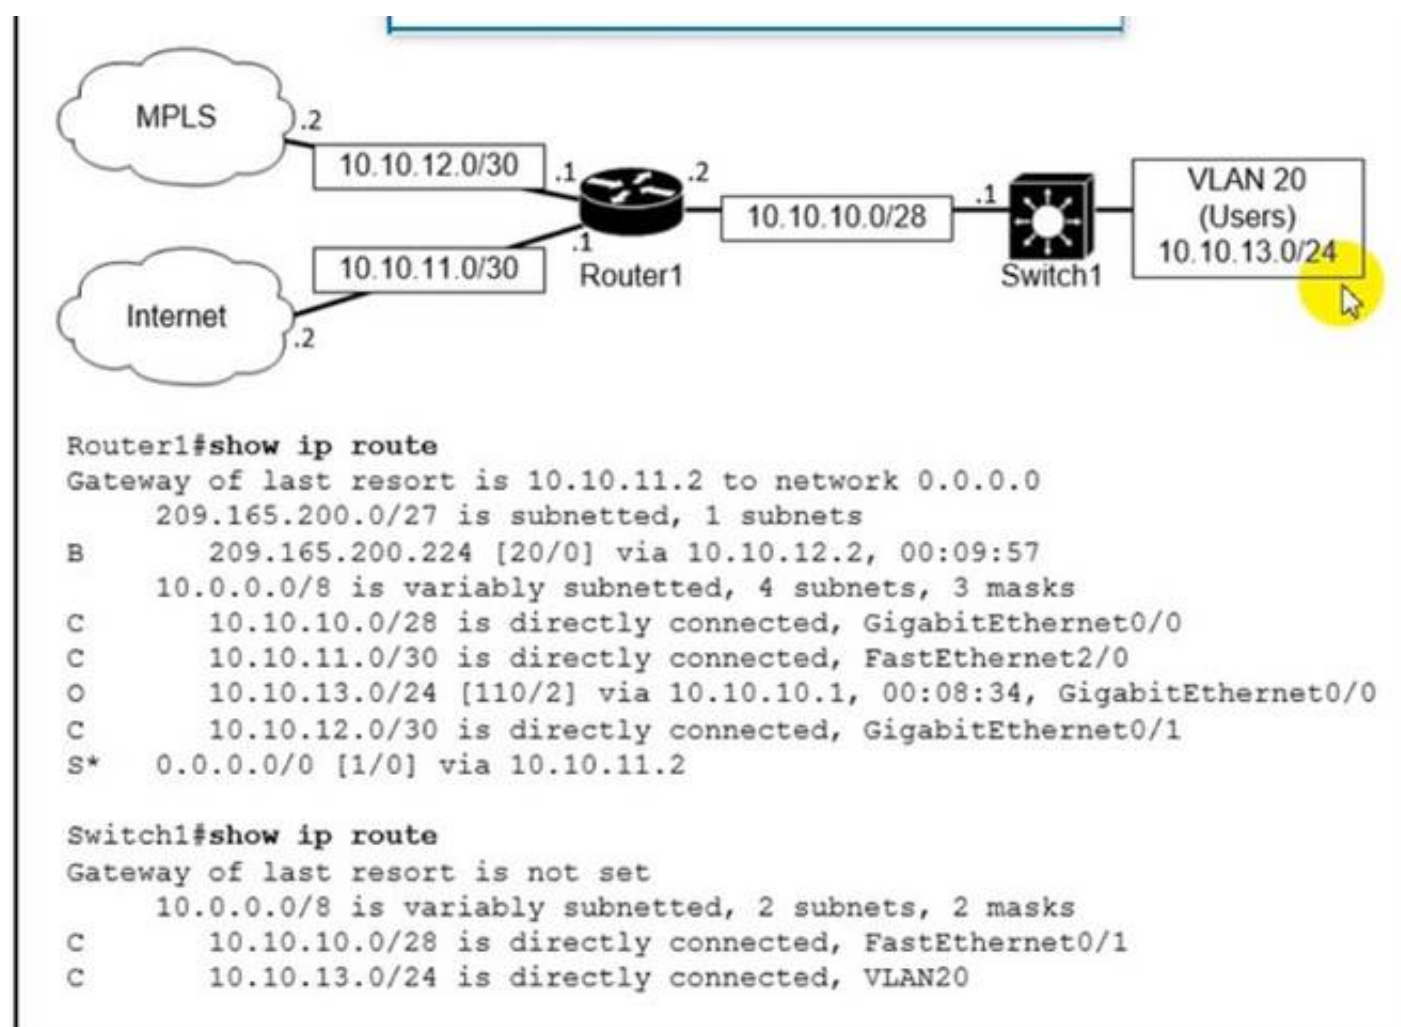 MPLS
.2
10.10.12.0/30
.1
.2
10.10.10.0/28
.1
VLAN 20
(Users)
10.10.13.0/24
.1
Router1
Switch1
10.10.11.0/30
Internet
.2
Router1#show ip route
Gateway of last resort is 10.10.11.2 to network 0.0.0.0
209.165.200.0/27 is subnetted, 1 subnets
B 209.165.200.224 [20/0] via 10.10.12.2, 00:09:57
10.0.0.0/8 is variably subnetted, 4 subnets, 3 masks
C 10.10.10.0/28 is directly connected, GigabitEthernet0/0
C 10.10.11.0/30 is directly connected, FastEthernet2/0
O 10.10.13.0/24 [110/2] via 10.10.10.1, 00:08:34, GigabitEthernet0/0
C 10.10.12.0/30 is directly connected, GigabitEthernet0/1
S* 0.0.0.0/0 [1/0] via 10.10.11.2
Switch1#show ip route
Gateway of last resort is not set
10.0.0.0/8 is variably subnetted, 2 subnets, 2 masks
C 10.10.10.0/28 is directly connected, FastEthernet0/1
C 10.10.13.0/24 is directly connected, VLAN20